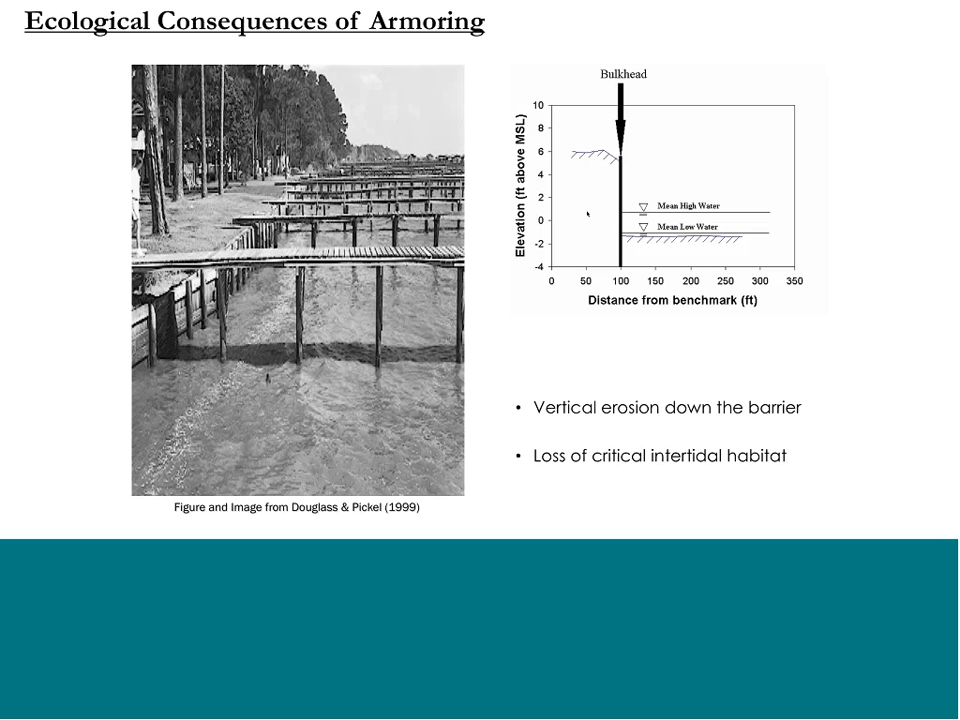 Ecological Consequences of Armoring
Bulkhead
Elevation (ft above MSL)
10
8
6
4
2
0
-2
-4
Mean High Water
Mean Low Water
0 50 100 150 200 250 300 350
Distance from benchmark (ft)
• Vertical erosion down the barrier
• Loss of critical intertidal habitat
Figure and Image from Douglass & Pickel (1999)